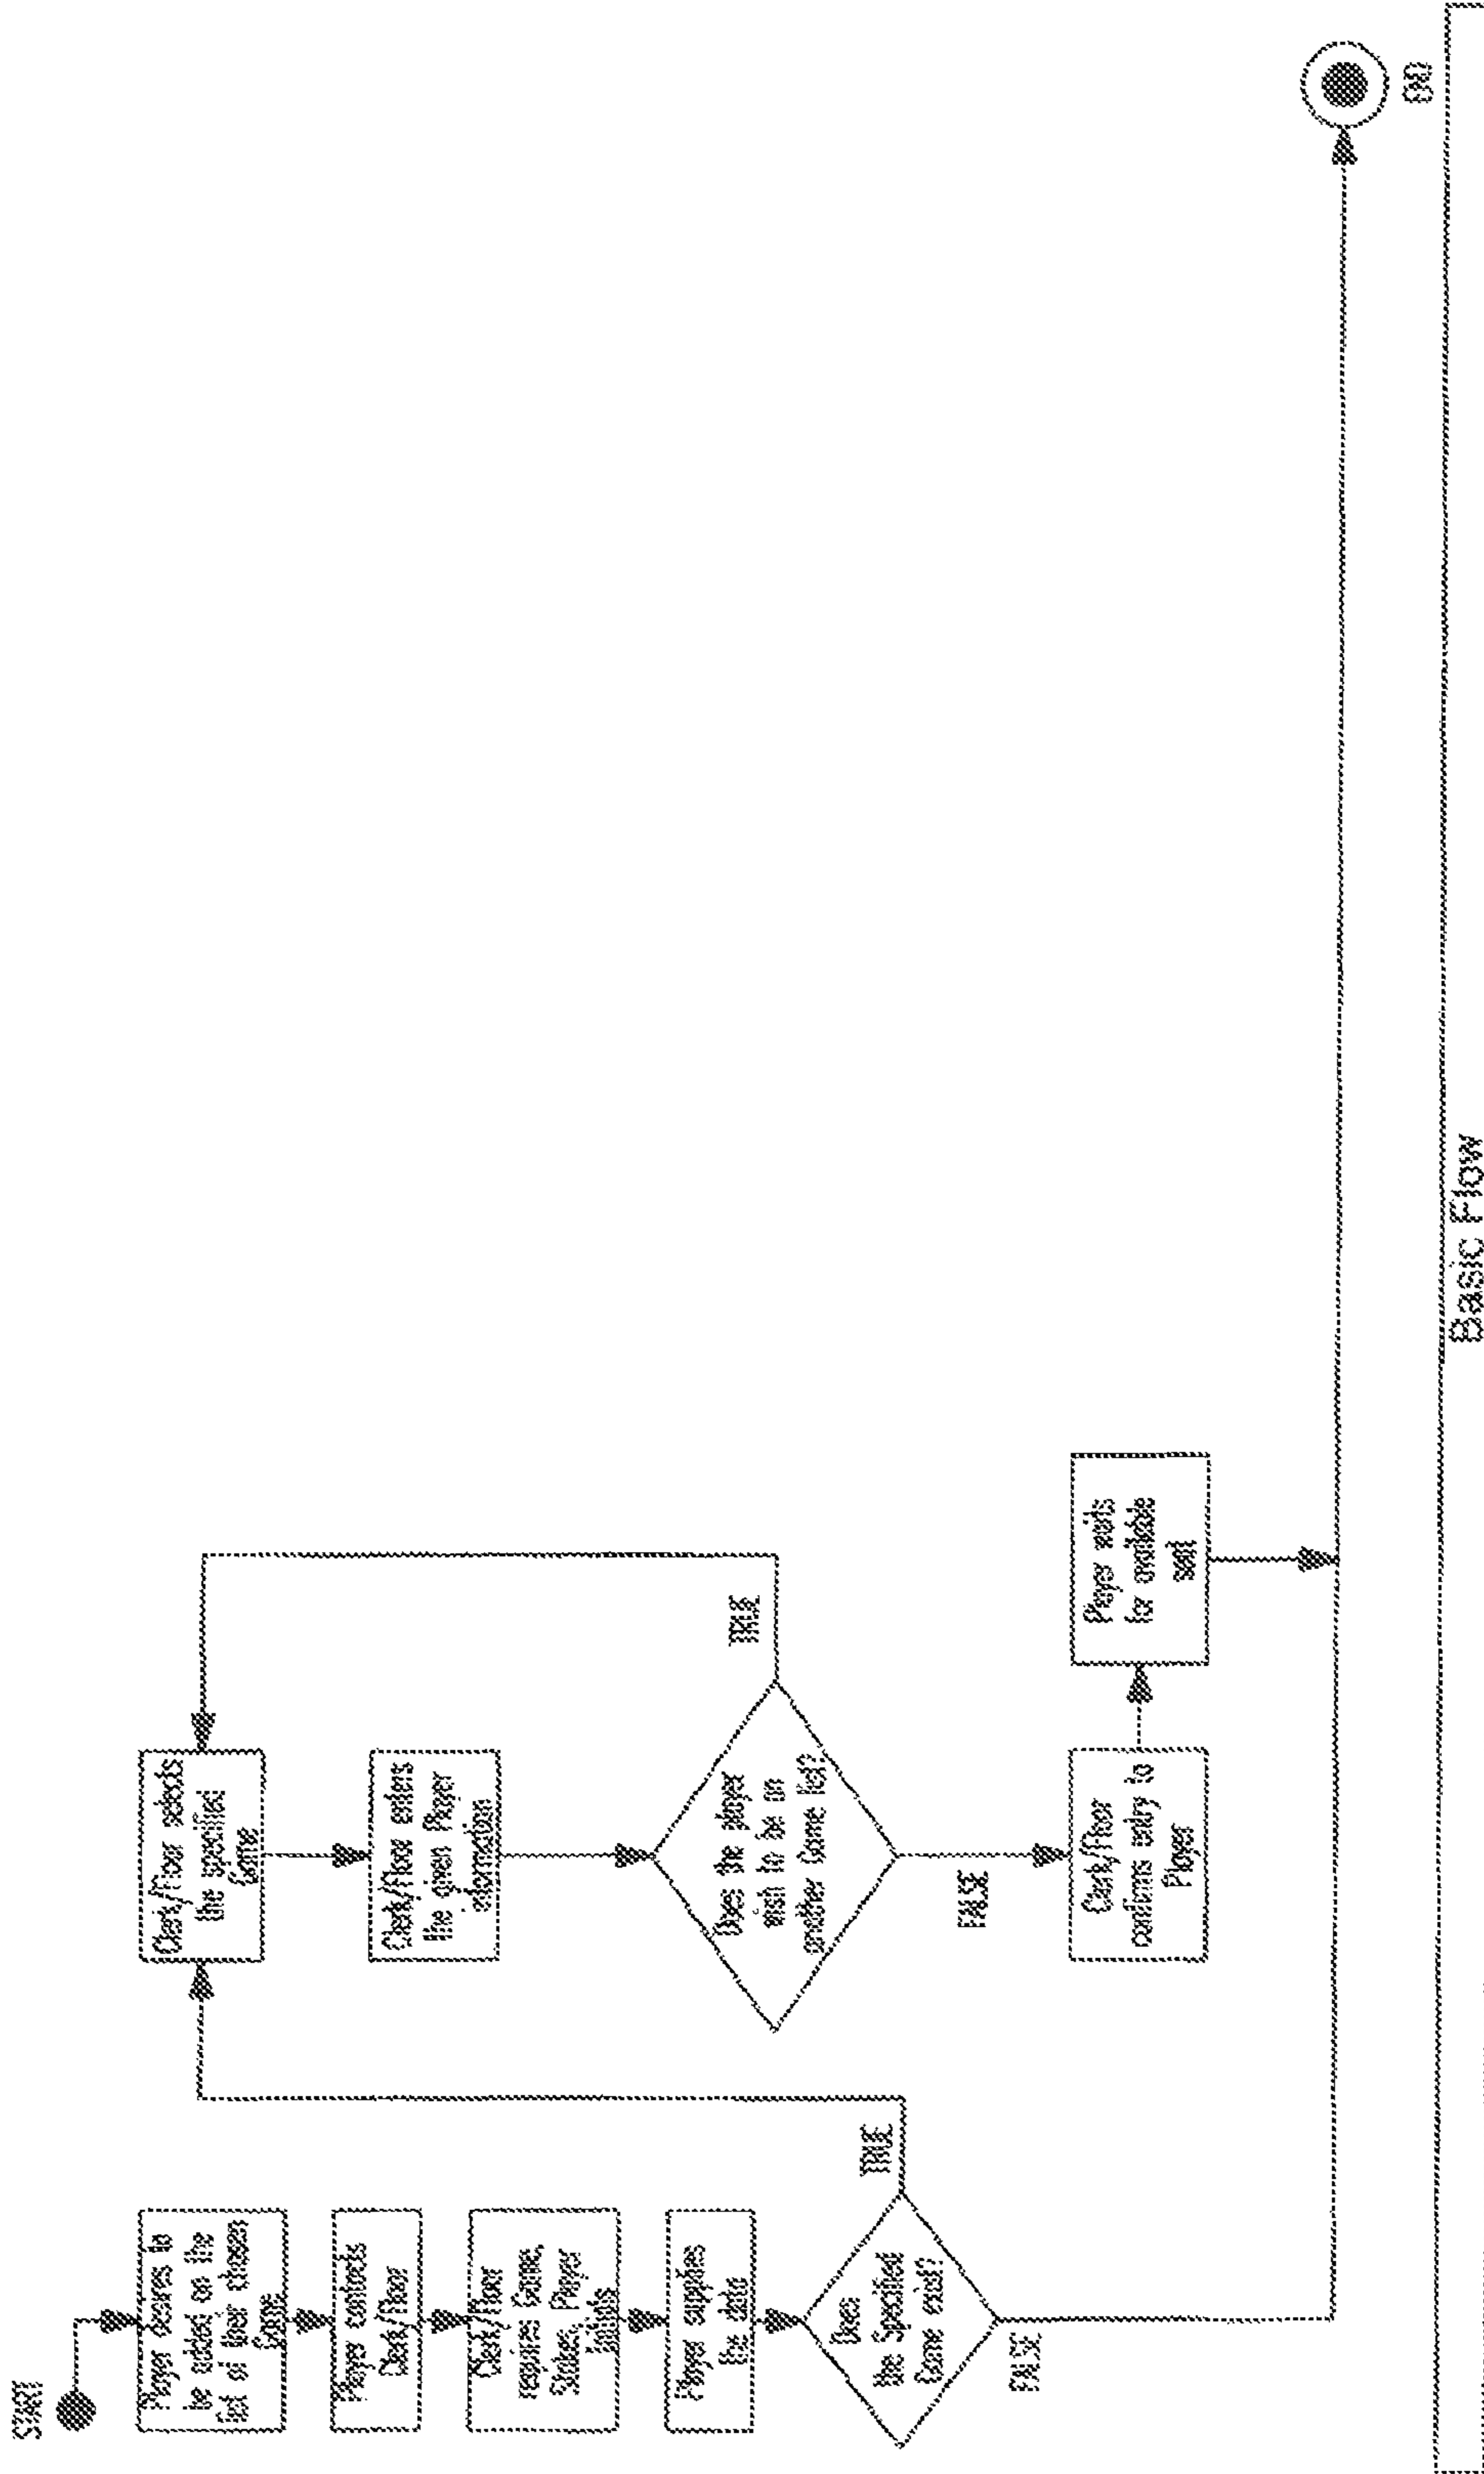 START
Player desires to
be added on the
list of their chosen
Game
Player contacts
Clerk/Floor
Clerk/Floor
requires Game,
Stakes, Player
Initials
Player supplies
the data
Does
the Specified
Game exist?
TRUE
FALSE
Clerk/Floor selects
the specified
Game
Clerk/Floor enters
the given Player
information
Does the player
wish to be on
another Game list?
TRUE
FALSE
Clerk/Floor
confirms entry to
Player
Player waits
for available
seat
END
Basic Flow